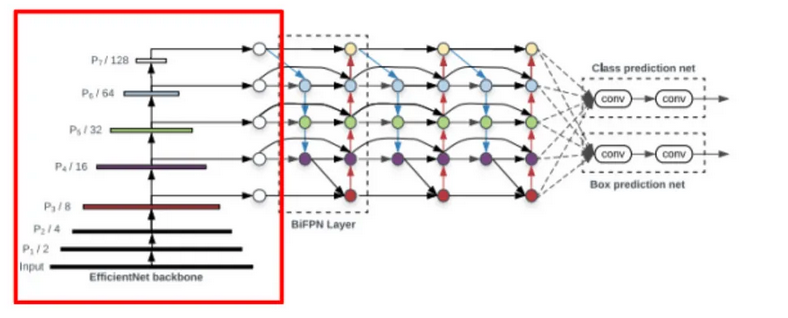 P7 / 128
P6 / 64
P5 / 32
P4 / 16
P3 / 8
P2 / 4
P1 / 2
Input
EfficientNet backbone
BiFPN Layer
Class prediction net
conv conv
conv conv
Box prediction net